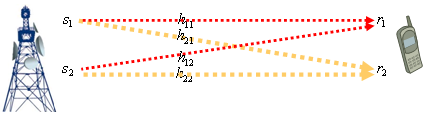 s₁ h₁₁ r₁
h₂₁
h₁₂
s₂ h₂₂ r₂